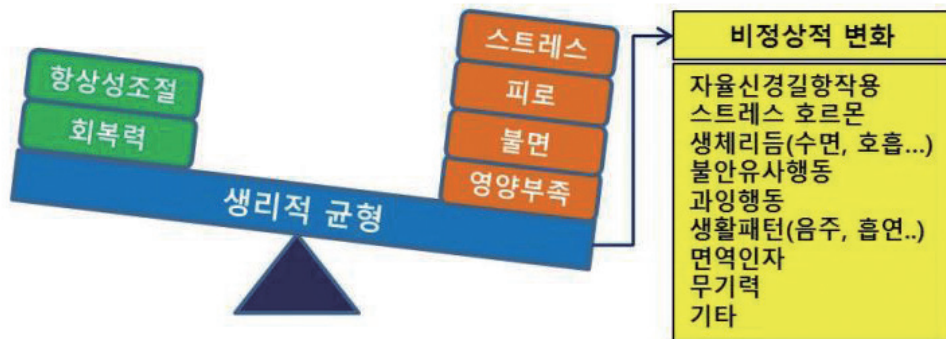 항상성조절
회복력
스트레스
피로
불면
영양부족
생리적 균형
비정상적 변화
자율신경길항작용
스트레스 호르몬
생체리듬(수면, 호흡...)
불안유사행동
과잉행동
생활패턴(음주, 흡연..)
면역인자
무기력
기타